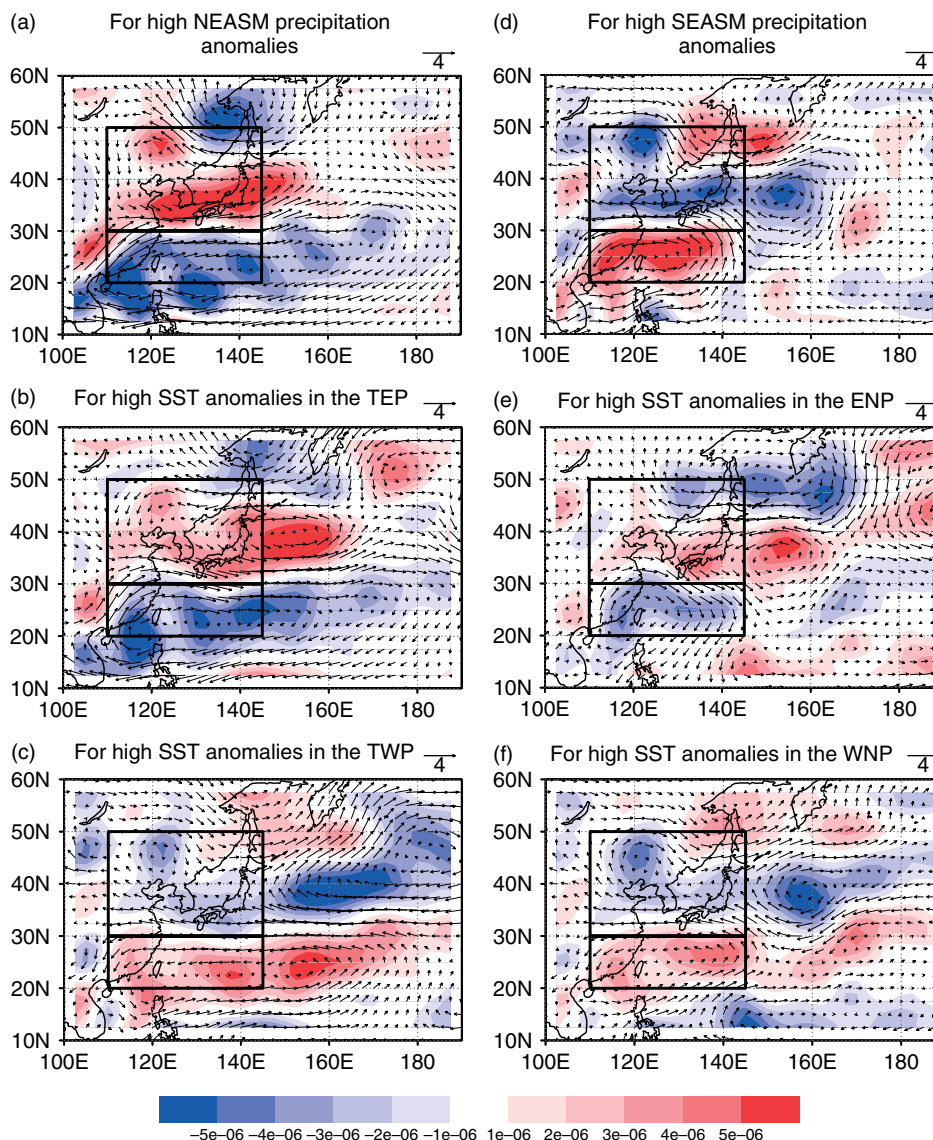 (a) For high NEASM precipitation
anomalies
4
60N
50N
40N
30N
20N
10N
100E 120E 140E 160E 180
(d) For high SEASM precipitation
anomalies
4
60N
50N
40N
30N
20N
10N
100E 120E 140E 160E 180
(b) For high SST anomalies in the TEP
4
60N
50N
40N
30N
20N
10N
100E 120E 140E 160E 180
(e) For high SST anomalies in the ENP
4
60N
50N
40N
30N
20N
10N
100E 120E 140E 160E 180
(c) For high SST anomalies in the TWP
4
60N
50N
40N
30N
20N
10N
100E 120E 140E 160E 180
(f) For high SST anomalies in the WNP
4
60N
50N
40N
30N
20N
10N
100E 120E 140E 160E 180
−5e−06 −4e−06 −3e−06 −2e−06 −1e−06 1e−06 2e−06 3e−06 4e−06 5e−06